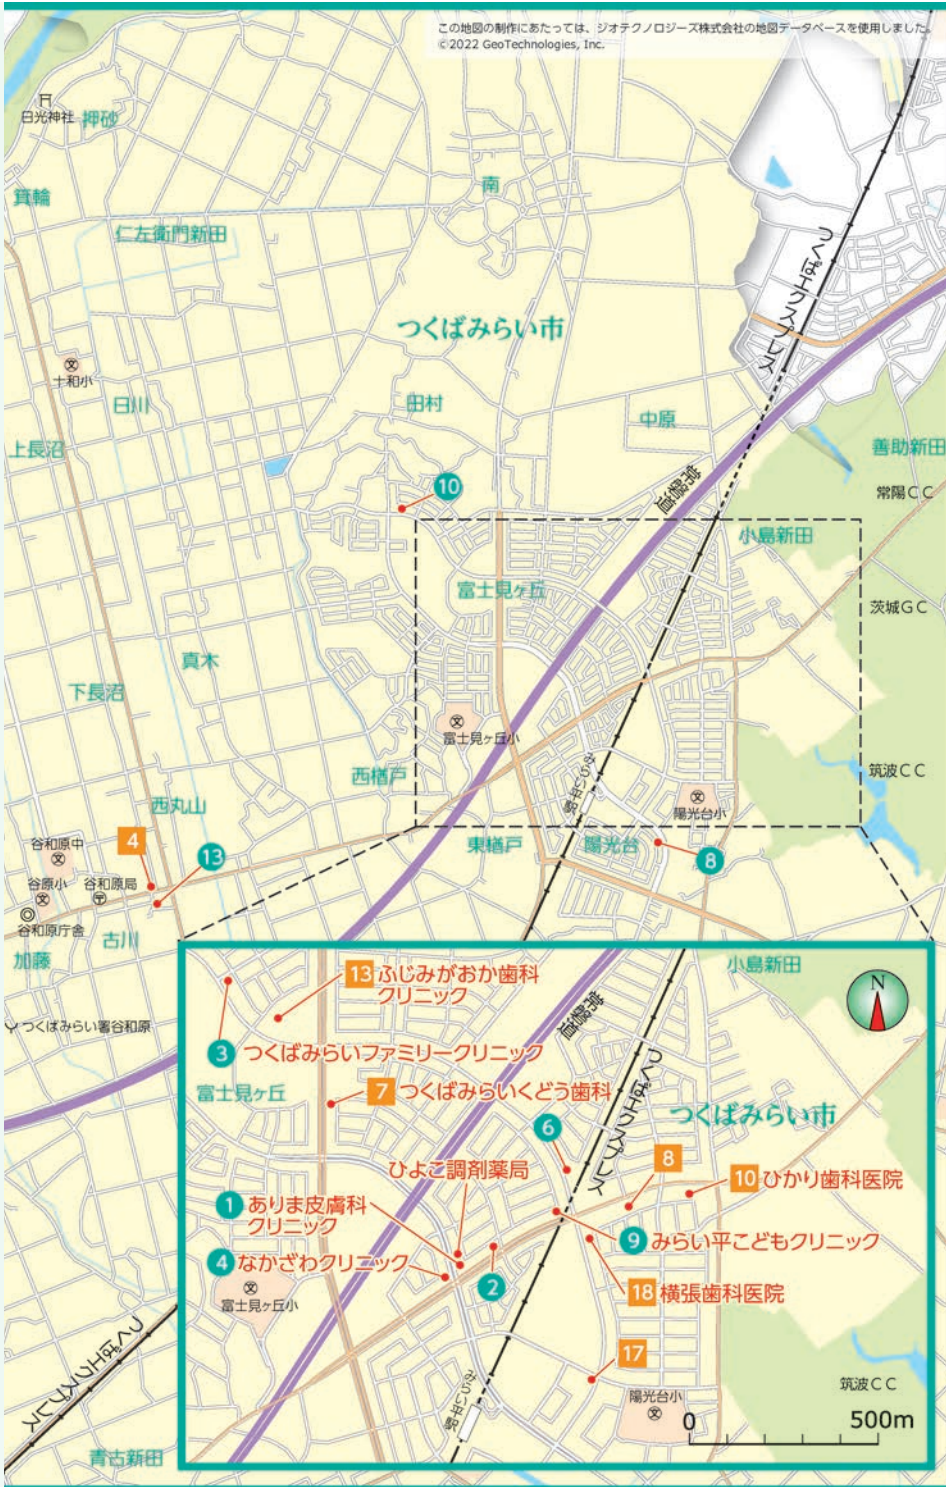 この地図の制作にあたっては、ジオテクノロジーズ株式会社の地図データベースを使用しました。
©2022 GeoTechnologies, Inc.
日光神社
押砂
箕輪
南
仁左衛門新田
つくばエクスプレス
つくばみらい市
十和小
日川
田村
中原
上長沼
善助新田
常磐道
常陽CC
10
小島新田
富士見ヶ丘
茨城GC
真木
下長沼
富士見ヶ丘小
みらい平駅
西楢戸
筑波CC
西丸山
陽光台小
谷和原中
4
13
東楢戸
陽光台
8
谷原小
谷和原局
谷和原庁舎
古川
加藤
つくばみらい署谷和原
小島新田
N
13 ふじみがおか歯科
クリニック
常磐道
3 つくばみらいファミリークリニック
つくばエクスプレス
富士見ヶ丘
7 つくばみらいくどう歯科
つくばみらい市
6
ひよこ調剤薬局
8
10 ひかり歯科医院
1 ありま皮膚科
クリニック
9 みらい平こどもクリニック
4 なかざわクリニック
2
富士見ヶ丘小
18 横張歯科医院
17
つくばエクスプレス
みらい平駅
筑波CC
陽光台小
0 500m
青古新田